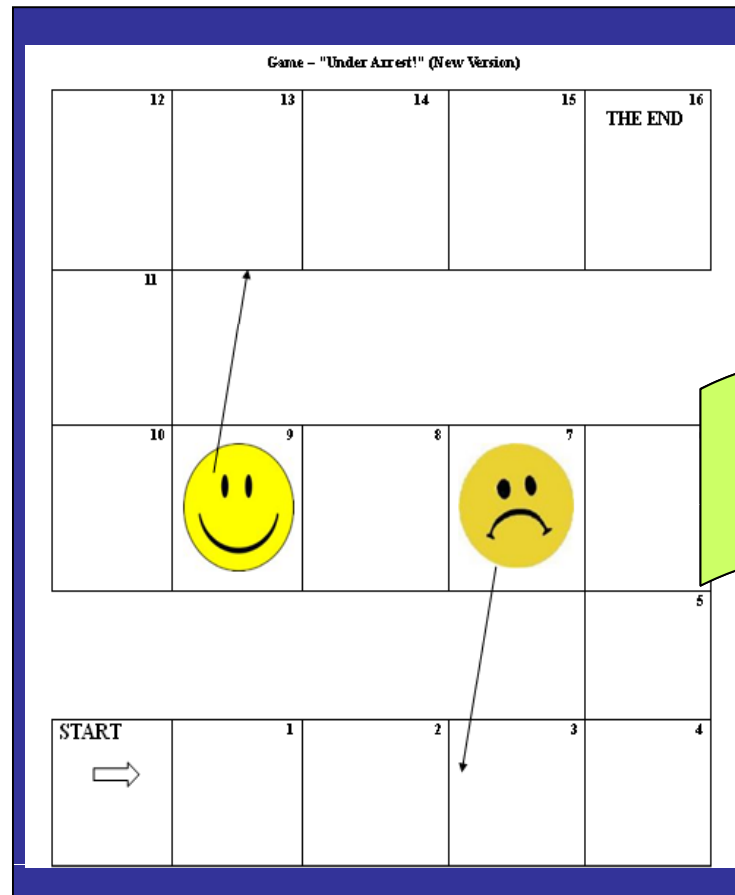 Game – "Under Arrest!" (New Version)
12 13 14 15 16
THE END
11
10 9 8 7
5
START 1 2 3 4